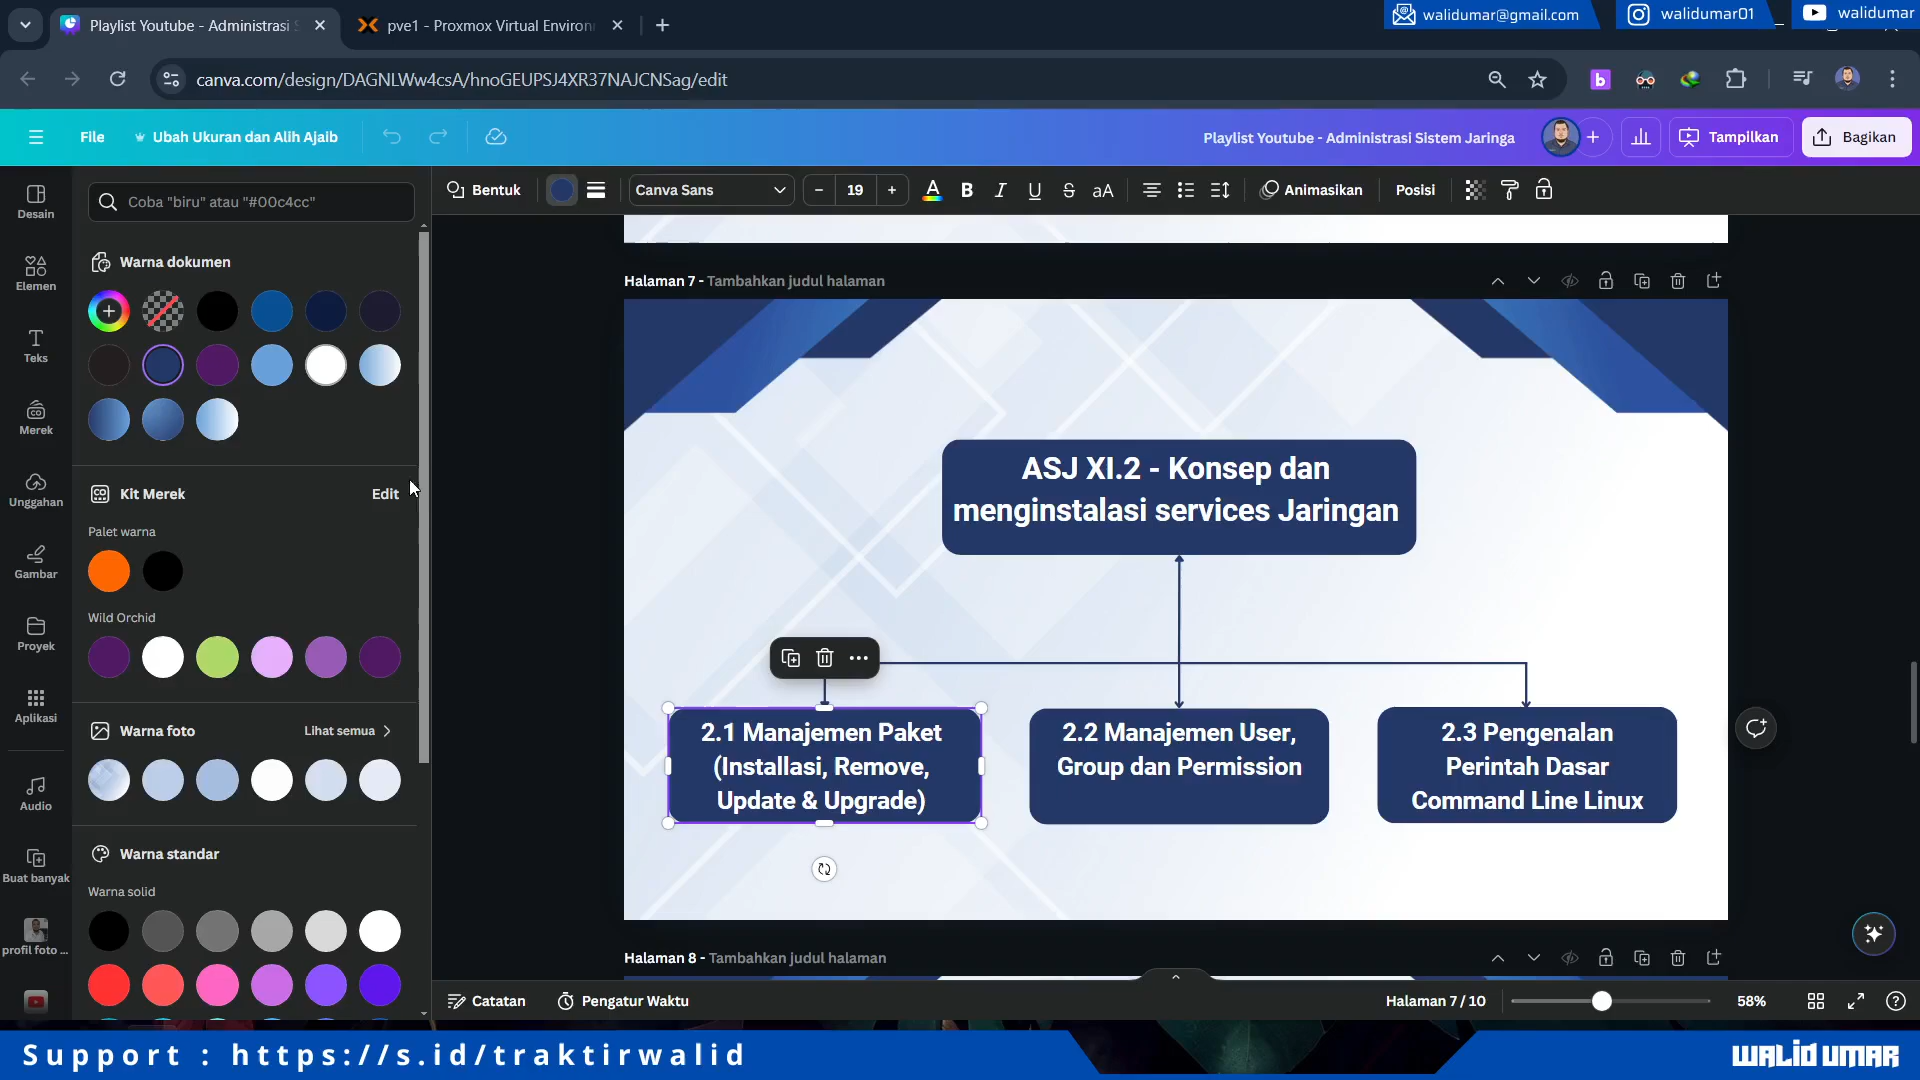 Playlist Youtube - Administrasi S
pve1 - Proxmox Virtual Environ
walidumar@gmail.com
walidumar01
walidumar
canva.com/design/DAGNLWw4csA/hnoGEUPSJ4XR37NAJCNSag/edit
File
Ubah Ukuran dan Alih Ajaib
Playlist Youtube - Administrasi Sistem Jaringa
Tampilkan
Bagikan
Desain
Elemen
Teks
Merek
Unggahan
Gambar
Proyek
Aplikasi
Audio
Buat banyak
profil foto ...
Coba "biru" atau "#00c4cc"
Warna dokumen
Kit Merek
Edit
Palet warna
Wild Orchid
Warna foto
Lihat semua
Warna standar
Warna solid
Bentuk
Canva Sans
19
Animasikan
Posisi
Halaman 7 - Tambahkan judul halaman
ASJ XI.2 - Konsep dan
menginstalasi services Jaringan
2.1 Manajemen Paket
(Installasi, Remove,
Update & Upgrade)
2.2 Manajemen User,
Group dan Permission
2.3 Pengenalan
Perintah Dasar
Command Line Linux
Halaman 8 - Tambahkan judul halaman
Catatan
Pengatur Waktu
Halaman 7 / 10
58%
Support : https://s.id/traktirwalid
WALID UMAR